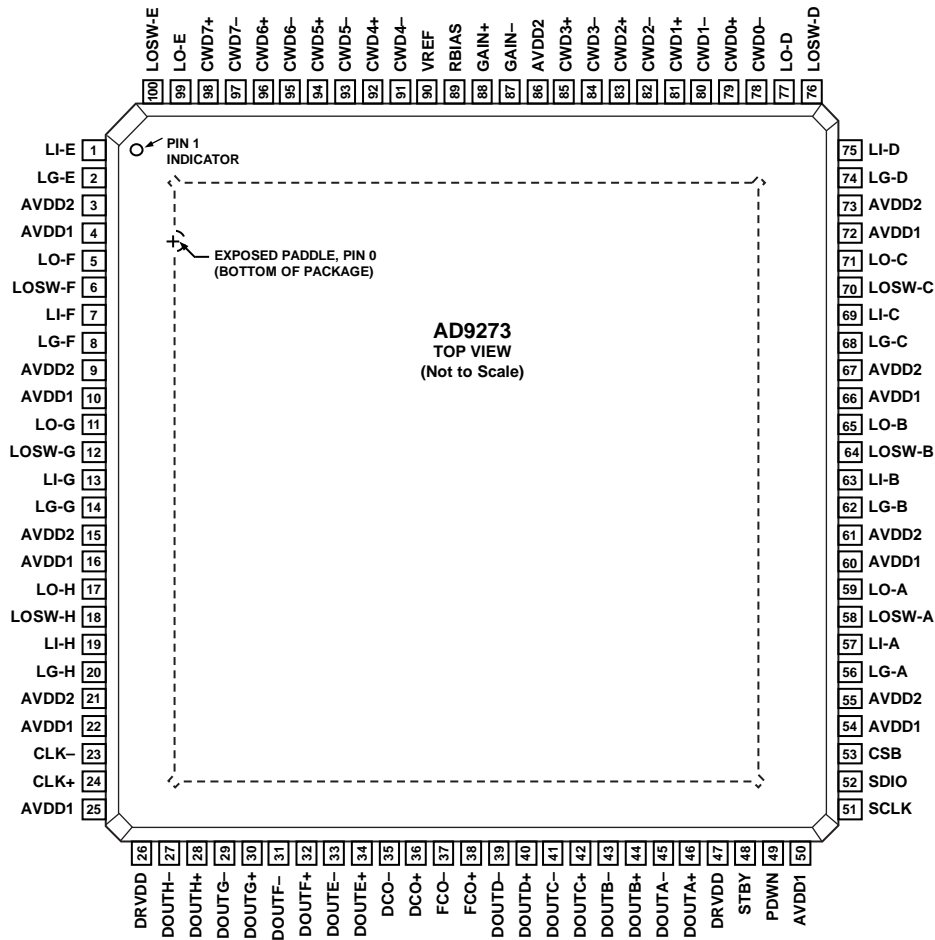 LOSW-E
LO-E
CWD7+
CWD7–
CWD6+
CWD6–
CWD5+
CWD5–
CWD4+
CWD4–
VREF
RBIAS
GAIN+
GAIN–
AVDD2
CWD3+
CWD3–
CWD2+
CWD2–
CWD1+
CWD1–
CWD0+
CWD0–
LO-D
LOSW-D
100 99 98 97 96 95 94 93 92 91 90 89 88 87 86 85 84 83 82 81 80 79 78 77 76
LI-E 1
LG-E 2
AVDD2 3
AVDD1 4
LO-F 5
LOSW-F 6
LI-F 7
LG-F 8
AVDD2 9
AVDD1 10
LO-G 11
LOSW-G 12
LI-G 13
LG-G 14
AVDD2 15
AVDD1 16
LO-H 17
LOSW-H 18
LI-H 19
LG-H 20
AVDD2 21
AVDD1 22
CLK– 23
CLK+ 24
AVDD1 25
PIN 1
INDICATOR
EXPOSED PADDLE, PIN 0
(BOTTOM OF PACKAGE)
AD9273
TOP VIEW
(Not to Scale)
75 LI-D
74 LG-D
73 AVDD2
72 AVDD1
71 LO-C
70 LOSW-C
69 LI-C
68 LG-C
67 AVDD2
66 AVDD1
65 LO-B
64 LOSW-B
63 LI-B
62 LG-B
61 AVDD2
60 AVDD1
59 LO-A
58 LOSW-A
57 LI-A
56 LG-A
55 AVDD2
54 AVDD1
53 CSB
52 SDIO
51 SCLK
26 27 28 29 30 31 32 33 34 35 36 37 38 39 40 41 42 43 44 45 46 47 48 49 50
DRVDD
DOUTH–
DOUTH+
DOUTG–
DOUTG+
DOUTF–
DOUTF+
DOUTE–
DOUTE+
DCO–
DCO+
FCO–
FCO+
DOUTD–
DOUTD+
DOUTC–
DOUTC+
DOUTB–
DOUTB+
DOUTA–
DOUTA+
DRVDD
STBY
PDWN
AVDD1